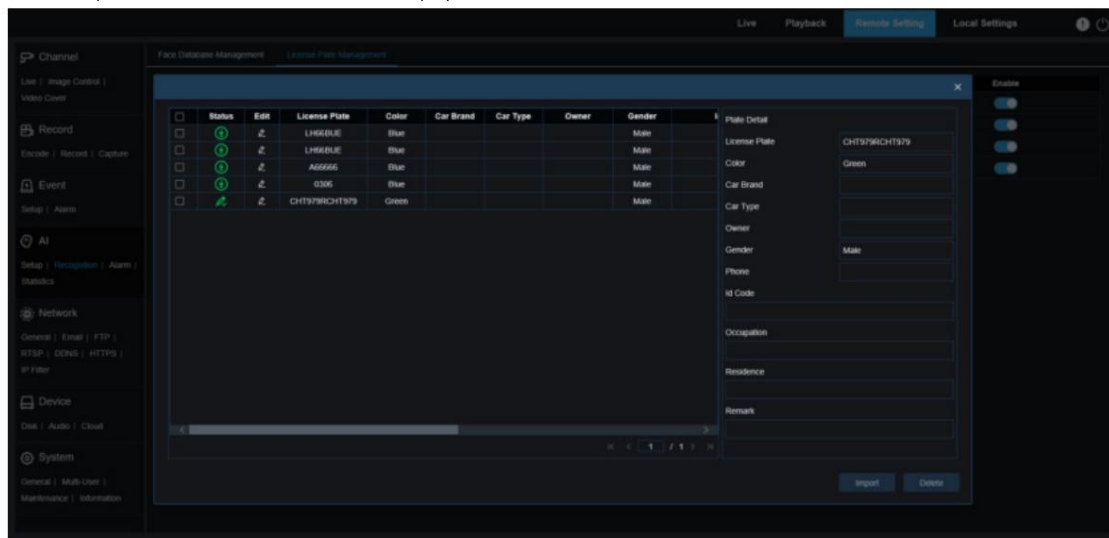 Live Playback Remote Setting Local Settings
Channel
Live | Image Control |
Video Cover
Record
Encode | Record | Capture
Event
Setup | Alarm
AI
Setup | Recognition | Alarm |
Statistics
Network
General | Email | FTP |
RTSP | DDNS | HTTPS |
IP Filter
Device
Disk | Audio | Cloud
System
General | Multi-User |
Maintenance | Information
Face Database Management License Plate Management
Enable
Status Edit License Plate Color Car Brand Car Type Owner Gender
LH66BUE Blue Male
LH66BUE Blue Male
A66666 Blue Male
0306 Blue Male
CHT979RCHT979 Green Male
1 / 1
Plate Detail
License Plate CHT979RCHT979
Color Green
Car Brand
Car Type
Owner
Gender Male
Phone
Id Code
Occupation
Residence
Remark
Import Delete